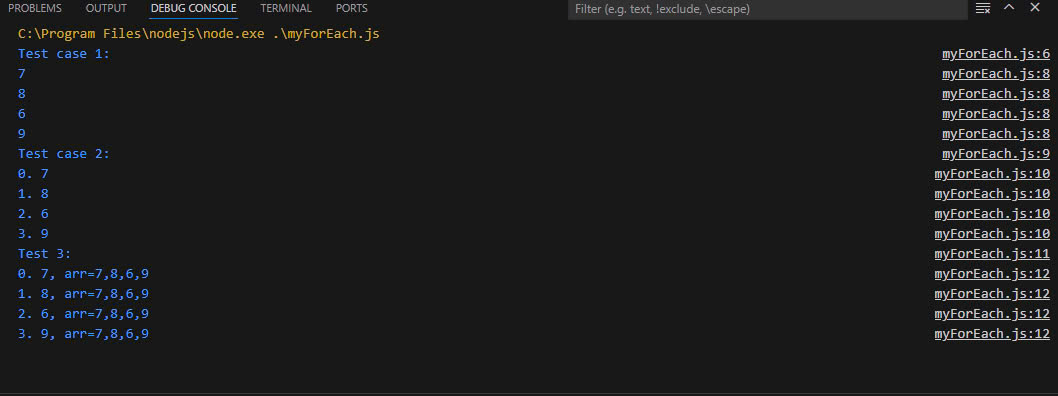 PROBLEMS OUTPUT DEBUG CONSOLE TERMINAL PORTS Filter (e.g. text, !exclude, \escape)
C:\Program Files\nodejs\node.exe .\myForEach.js
Test case 1: myForEach.js:6
7 myForEach.js:8
8 myForEach.js:8
6 myForEach.js:8
9 myForEach.js:8
Test case 2: myForEach.js:9
0. 7 myForEach.js:10
1. 8 myForEach.js:10
2. 6 myForEach.js:10
3. 9 myForEach.js:10
Test 3: myForEach.js:11
0. 7, arr=7,8,6,9 myForEach.js:12
1. 8, arr=7,8,6,9 myForEach.js:12
2. 6, arr=7,8,6,9 myForEach.js:12
3. 9, arr=7,8,6,9 myForEach.js:12